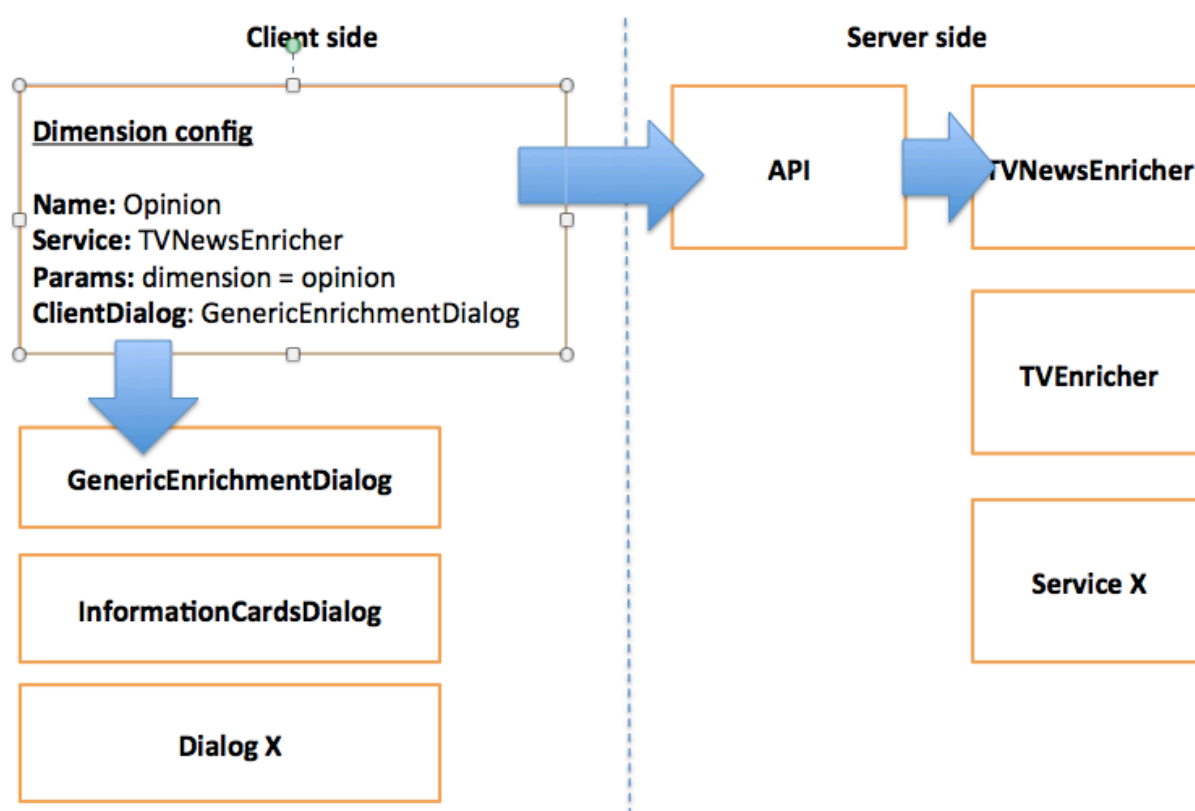 Client side
Server side
Dimension config
Name: Opinion
Service: TVNewsEnricher
Params: dimension = opinion
ClientDialog: GenericEnrichmentDialog
API
TVNewsEnricher
TVEnricher
Service X
GenericEnrichmentDialog
InformationCardsDialog
Dialog X